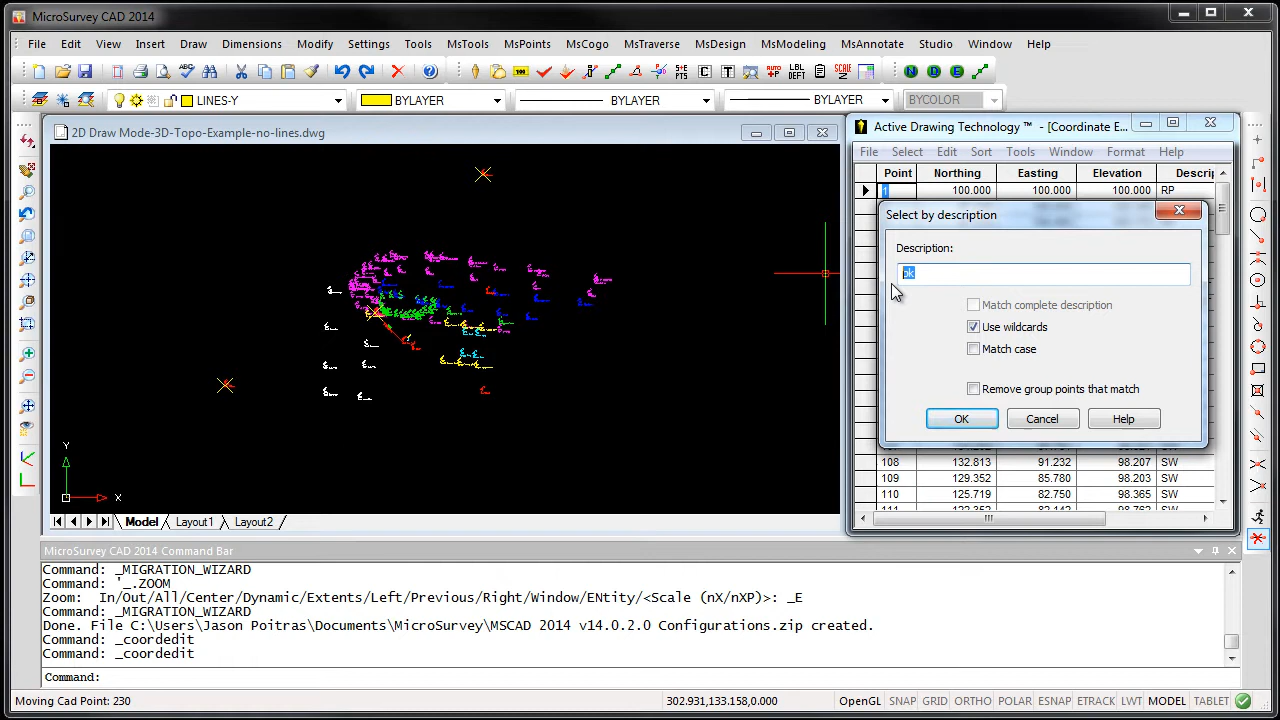 MicroSurvey CAD 2014
File Edit View Insert Draw Dimensions Modify Settings Tools MsTools MsPoints MsCogo MsTraverse MsDesign MsModeling MsAnnotate Studio Window Help
LINES-Y BYLAYER BYLAYER BYLAYER BYCOLOR
2D Draw Mode-3D-Topo-Example-no-lines.dwg
Active Drawing Technology ™ - [Coordinate E...
File Select Edit Sort Tools Window Format Help
Point Northing Easting Elevation Descrip
1 100.000 100.000 100.000 RP
Select by description
Description:
pk
Match complete description
Use wildcards
Match case
Remove group points that match
OK Cancel Help
108 132.813 91.232 98.207 SW
109 129.352 85.780 98.203 SW
110 125.719 82.750 98.365 SW
Y
X
Model Layout1 Layout2
MicroSurvey CAD 2014 Command Bar
Command: _MIGRATION_WIZARD
Command: '_.ZOOM
Zoom: In/Out/All/Center/Dynamic/Extents/Left/Previous/Right/Window/ENtity/<Scale (nX/nXP)>: _E
Command: _MIGRATION_WIZARD
Done. File C:\Users\Jason Poitras\Documents\MicroSurvey\MSCAD 2014 v14.0.2.0 Configurations.zip created.
Command: _coordedit
Command: _coordedit
Command:
Moving Cad Point: 230 302.931,133.158,0.000 OpenGL SNAP GRID ORTHO POLAR ESNAP ETRACK LWT MODEL TABLET